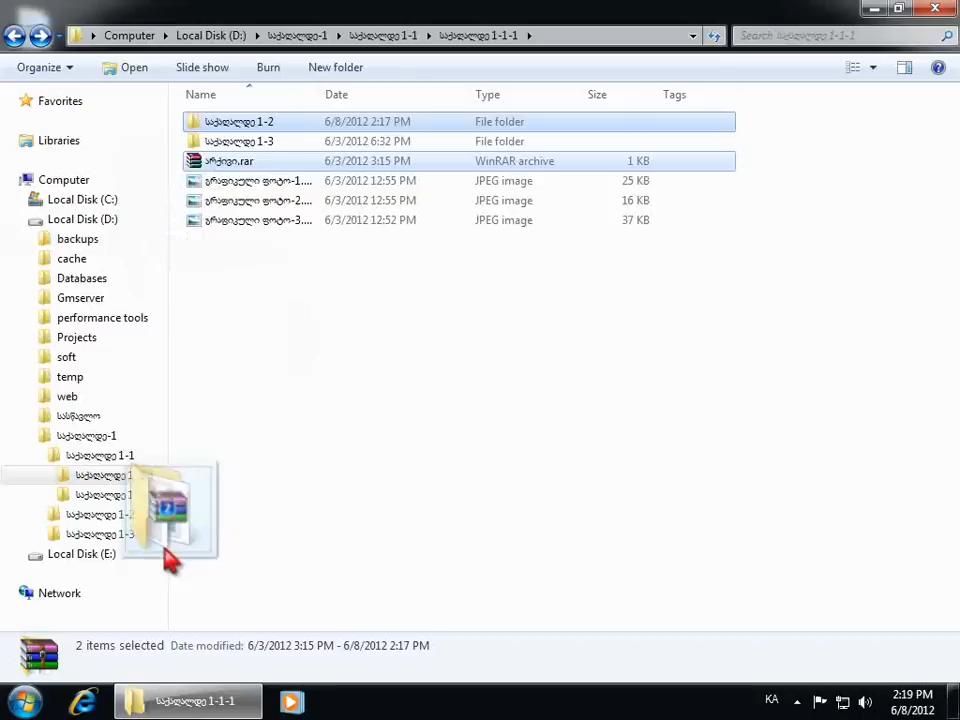 Computer Local Disk (D:) საქაღალდე-1 საქაღალდე 1-1 საქაღალდე 1-1-1
Search საქაღალდე 1-1-1
Organize Open Slide show Burn New folder
Name Date Type Size Tags
Favorites
Libraries
Computer
Local Disk (C:)
Local Disk (D:)
backups
cache
Databases
Gmserver
performance tools
Projects
soft
temp
web
სასწავლო
საქაღალდე-1
საქაღალდე 1-1
საქაღალდე 1
საქაღალდე 1
საქაღალდე 1-2
საქაღალდე 1-3
Local Disk (E:)
Network
საქაღალდე 1-2 6/8/2012 2:17 PM File folder
საქაღალდე 1-3 6/3/2012 6:32 PM File folder
არქივი.rar 6/3/2012 3:15 PM WinRAR archive 1 KB
გრაფიკული ფოტო-1.... 6/3/2012 12:55 PM JPEG image 25 KB
გრაფიკული ფოტო-2.... 6/3/2012 12:55 PM JPEG image 16 KB
გრაფიკული ფოტო-3.... 6/3/2012 12:52 PM JPEG image 37 KB
2
2 items selected Date modified: 6/3/2012 3:15 PM - 6/8/2012 2:17 PM
საქაღალდე 1-1-1
KA
2:19 PM
6/8/2012